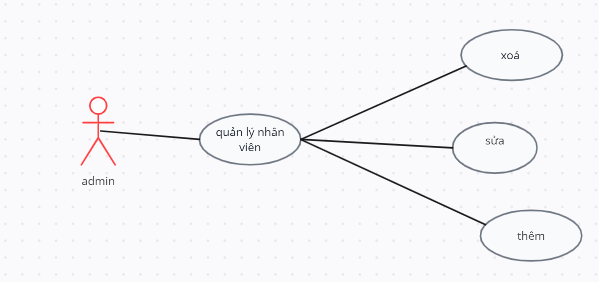 xoá
sửa
quản lý nhân
viên
admin
thêm